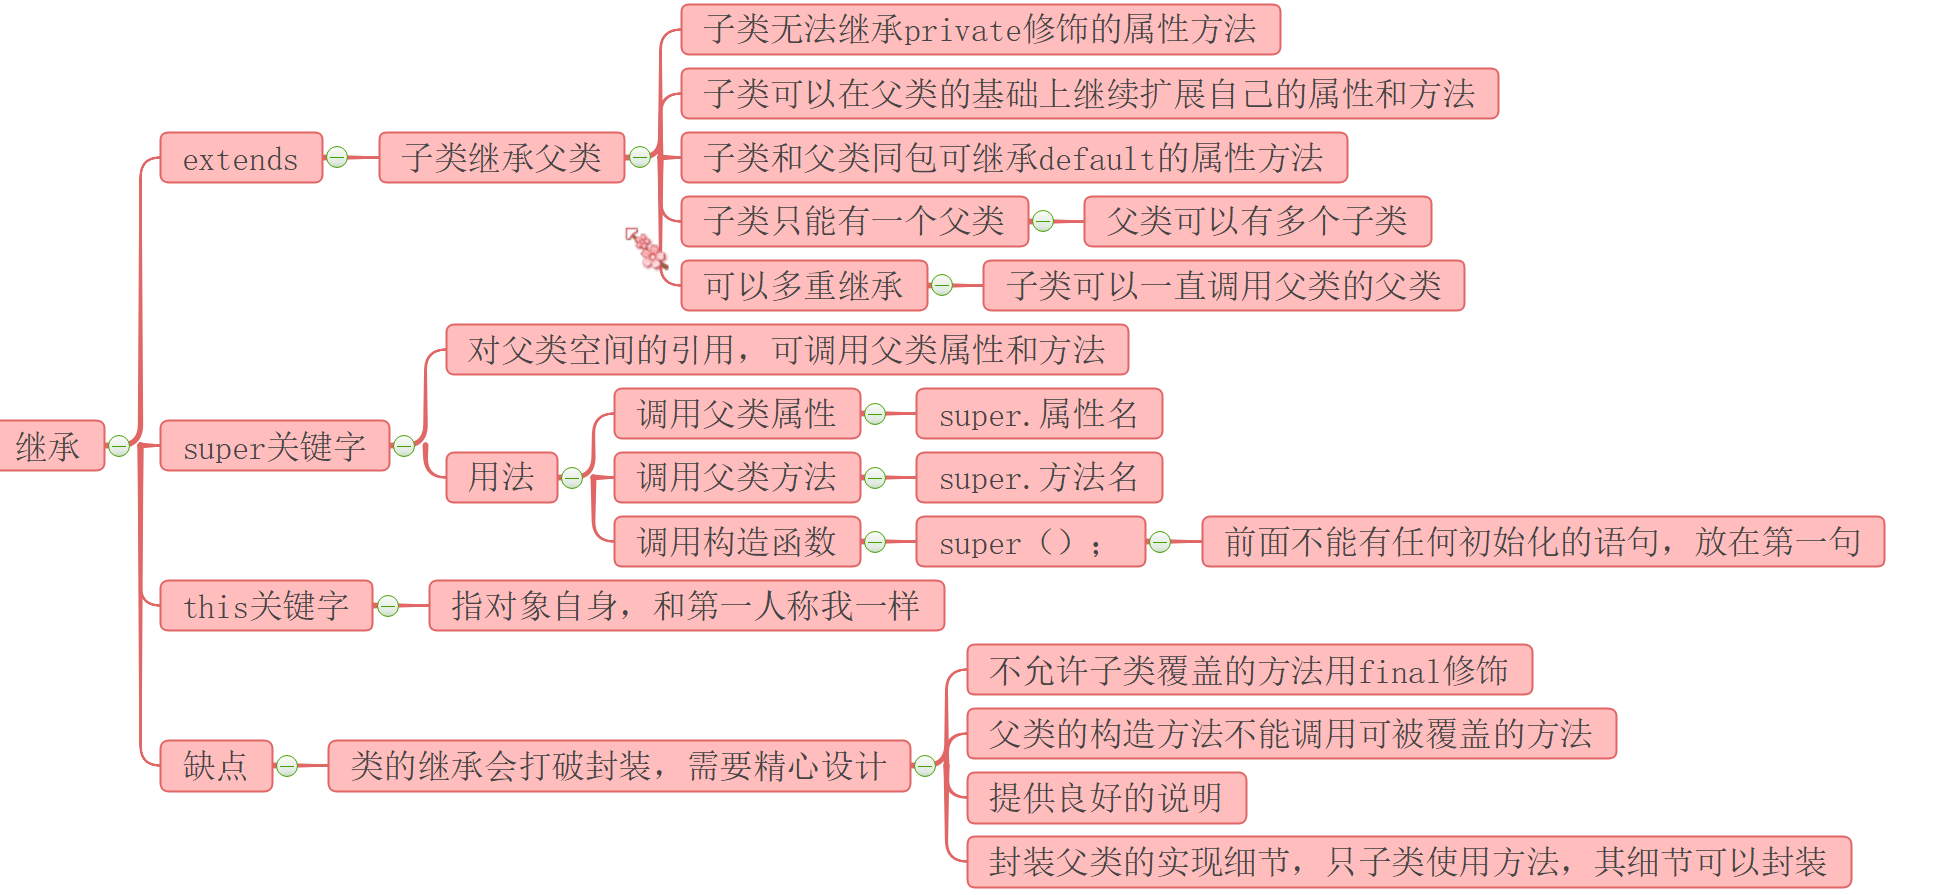 子类无法继承private修饰的属性方法
子类可以在父类的基础上继续扩展自己的属性和方法
extends
子类继承父类
子类和父类同包可继承default的属性方法
子类只能有一个父类
父类可以有多个子类
可以多重继承
子类可以一直调用父类的父类
对父类空间的引用，可调用父类属性和方法
调用父类属性
super.属性名
继承
super关键字
用法
调用父类方法
super.方法名
调用构造函数
super（）；
前面不能有任何初始化的语句，放在第一句
this关键字
指对象自身，和第一人称我一样
不允许子类覆盖的方法用final修饰
父类的构造方法不能调用可被覆盖的方法
缺点
类的继承会打破封装，需要精心设计
提供良好的说明
封装父类的实现细节，只子类使用方法，其细节可以封装